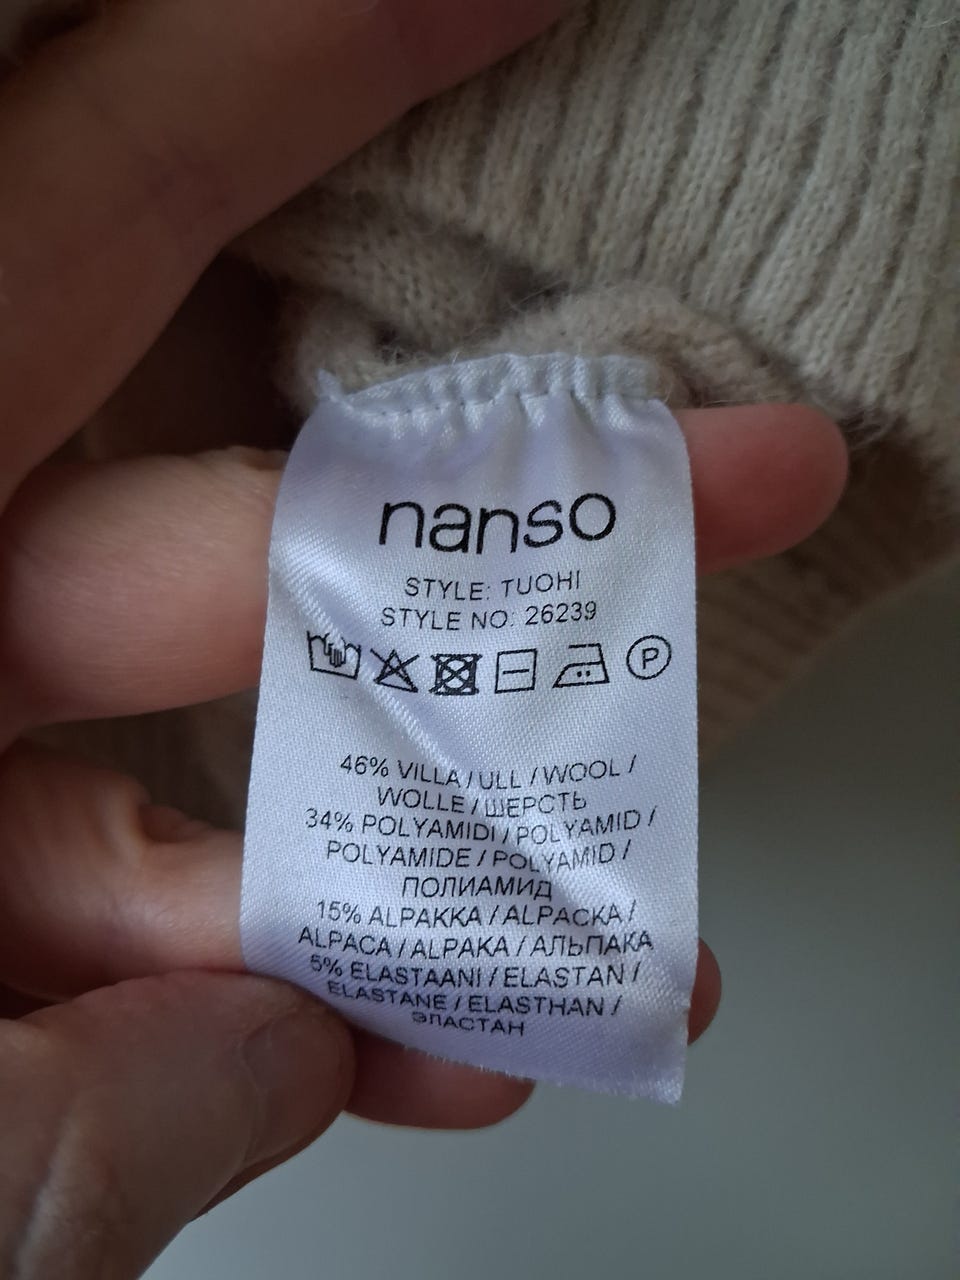 nanso
STYLE: TUOHI
STYLE NO: 26239
P
46% VILLA / ULL / WOOL /
WOLLE / ШЕРСТЬ
34% POLYAMIDI / POLYAMID /
POLYAMIDE / POLYAMID /
ПОЛИАМИД
15% ALPAKKA / ALPACKA /
ALPACA / ALPAKA / АЛЬПАКА
5% ELASTAANI / ELASTAN /
ELASTANE / ELASTHAN /
ЭЛАСТАН